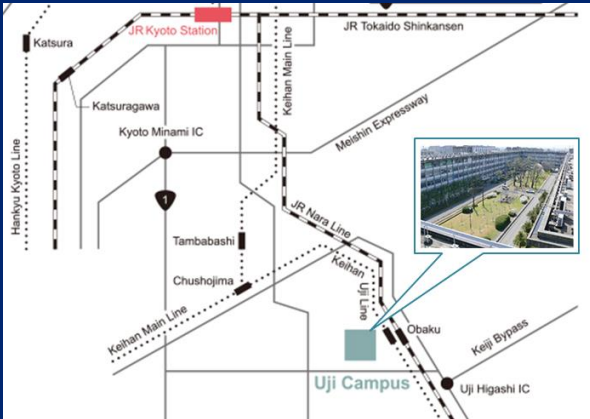 JR Kyoto Station
JR Tokaido Shinkansen
Katsura
Katsuragawa
Keihan Main Line
Kyoto Minami IC
Meishin Expressway
Hankyu Kyoto Line
1
JR Nara Line
Tambabashi
Keihan
Uji Line
Chushojima
Keihan Main Line
Obaku
Keiji Bypass
Uji Campus
Uji Higashi IC